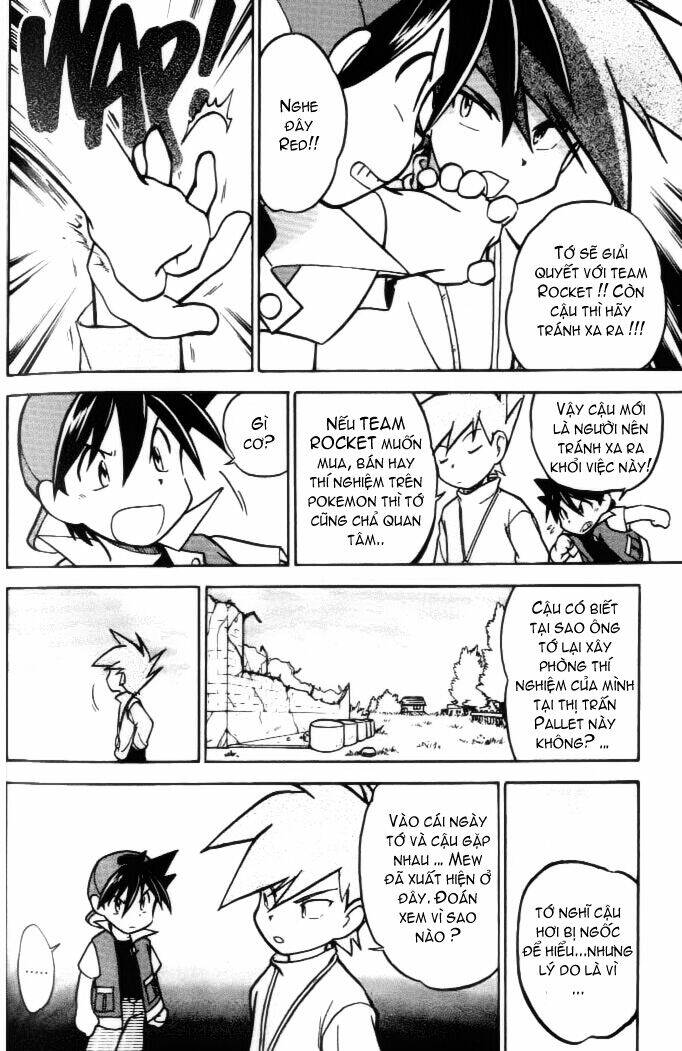 WAP!
NGHE
ĐÂY
RED!!
TỚ SẼ GIẢI
QUYẾT VỚI TEAM
ROCKET !! CÒN
CẬU THÌ HÃY
TRÁNH XA RA !!!
GÌ
CƠ?
NẾU TEAM
ROCKET MUỐN
MUA, BÁN HAY
THÍ NGHIỆM TRÊN
POKEMON THÌ TỚ
CŨNG CHẢ QUAN
TÂM..
VẬY CẬU MỚI
LÀ NGƯỜI NÊN
TRÁNH XA RA
KHỎI VIỆC NÀY!
CẬU CÓ BIẾT
TẠI SAO ÔNG
TỚ LẠI XÂY
PHÒNG THÍ
NGHIỆM CỦA MÌNH
TẠI THỊ TRẤN
PALLET NÀY
KHÔNG? ...
......
VÀO CÁI NGÀY
TỚ VÀ CẬU GẶP
NHAU ... MEW
ĐÃ XUẤT HIỆN Ở
ĐÂY. ĐOÁN
XEM VÌ SAO
NÀO ?
TỚ NGHĨ CẬU
HƠI BỊ NGỐC
ĐỂ HIỂU...NHƯNG
LÝ DO LÀ VÌ
...